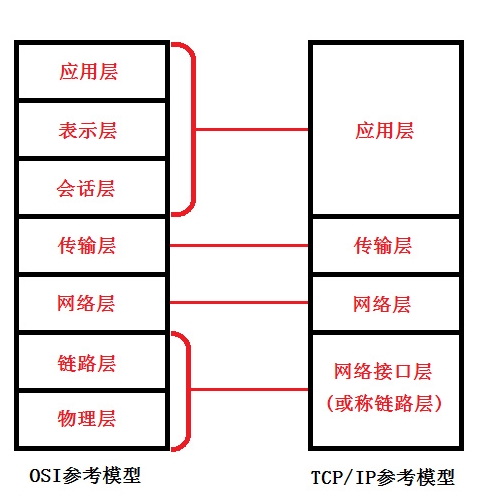 应用层
表示层
会话层
传输层
网络层
链路层
物理层
OSI参考模型
应用层
传输层
网络层
网络接口层
(或称链路层)
TCP/IP参考模型